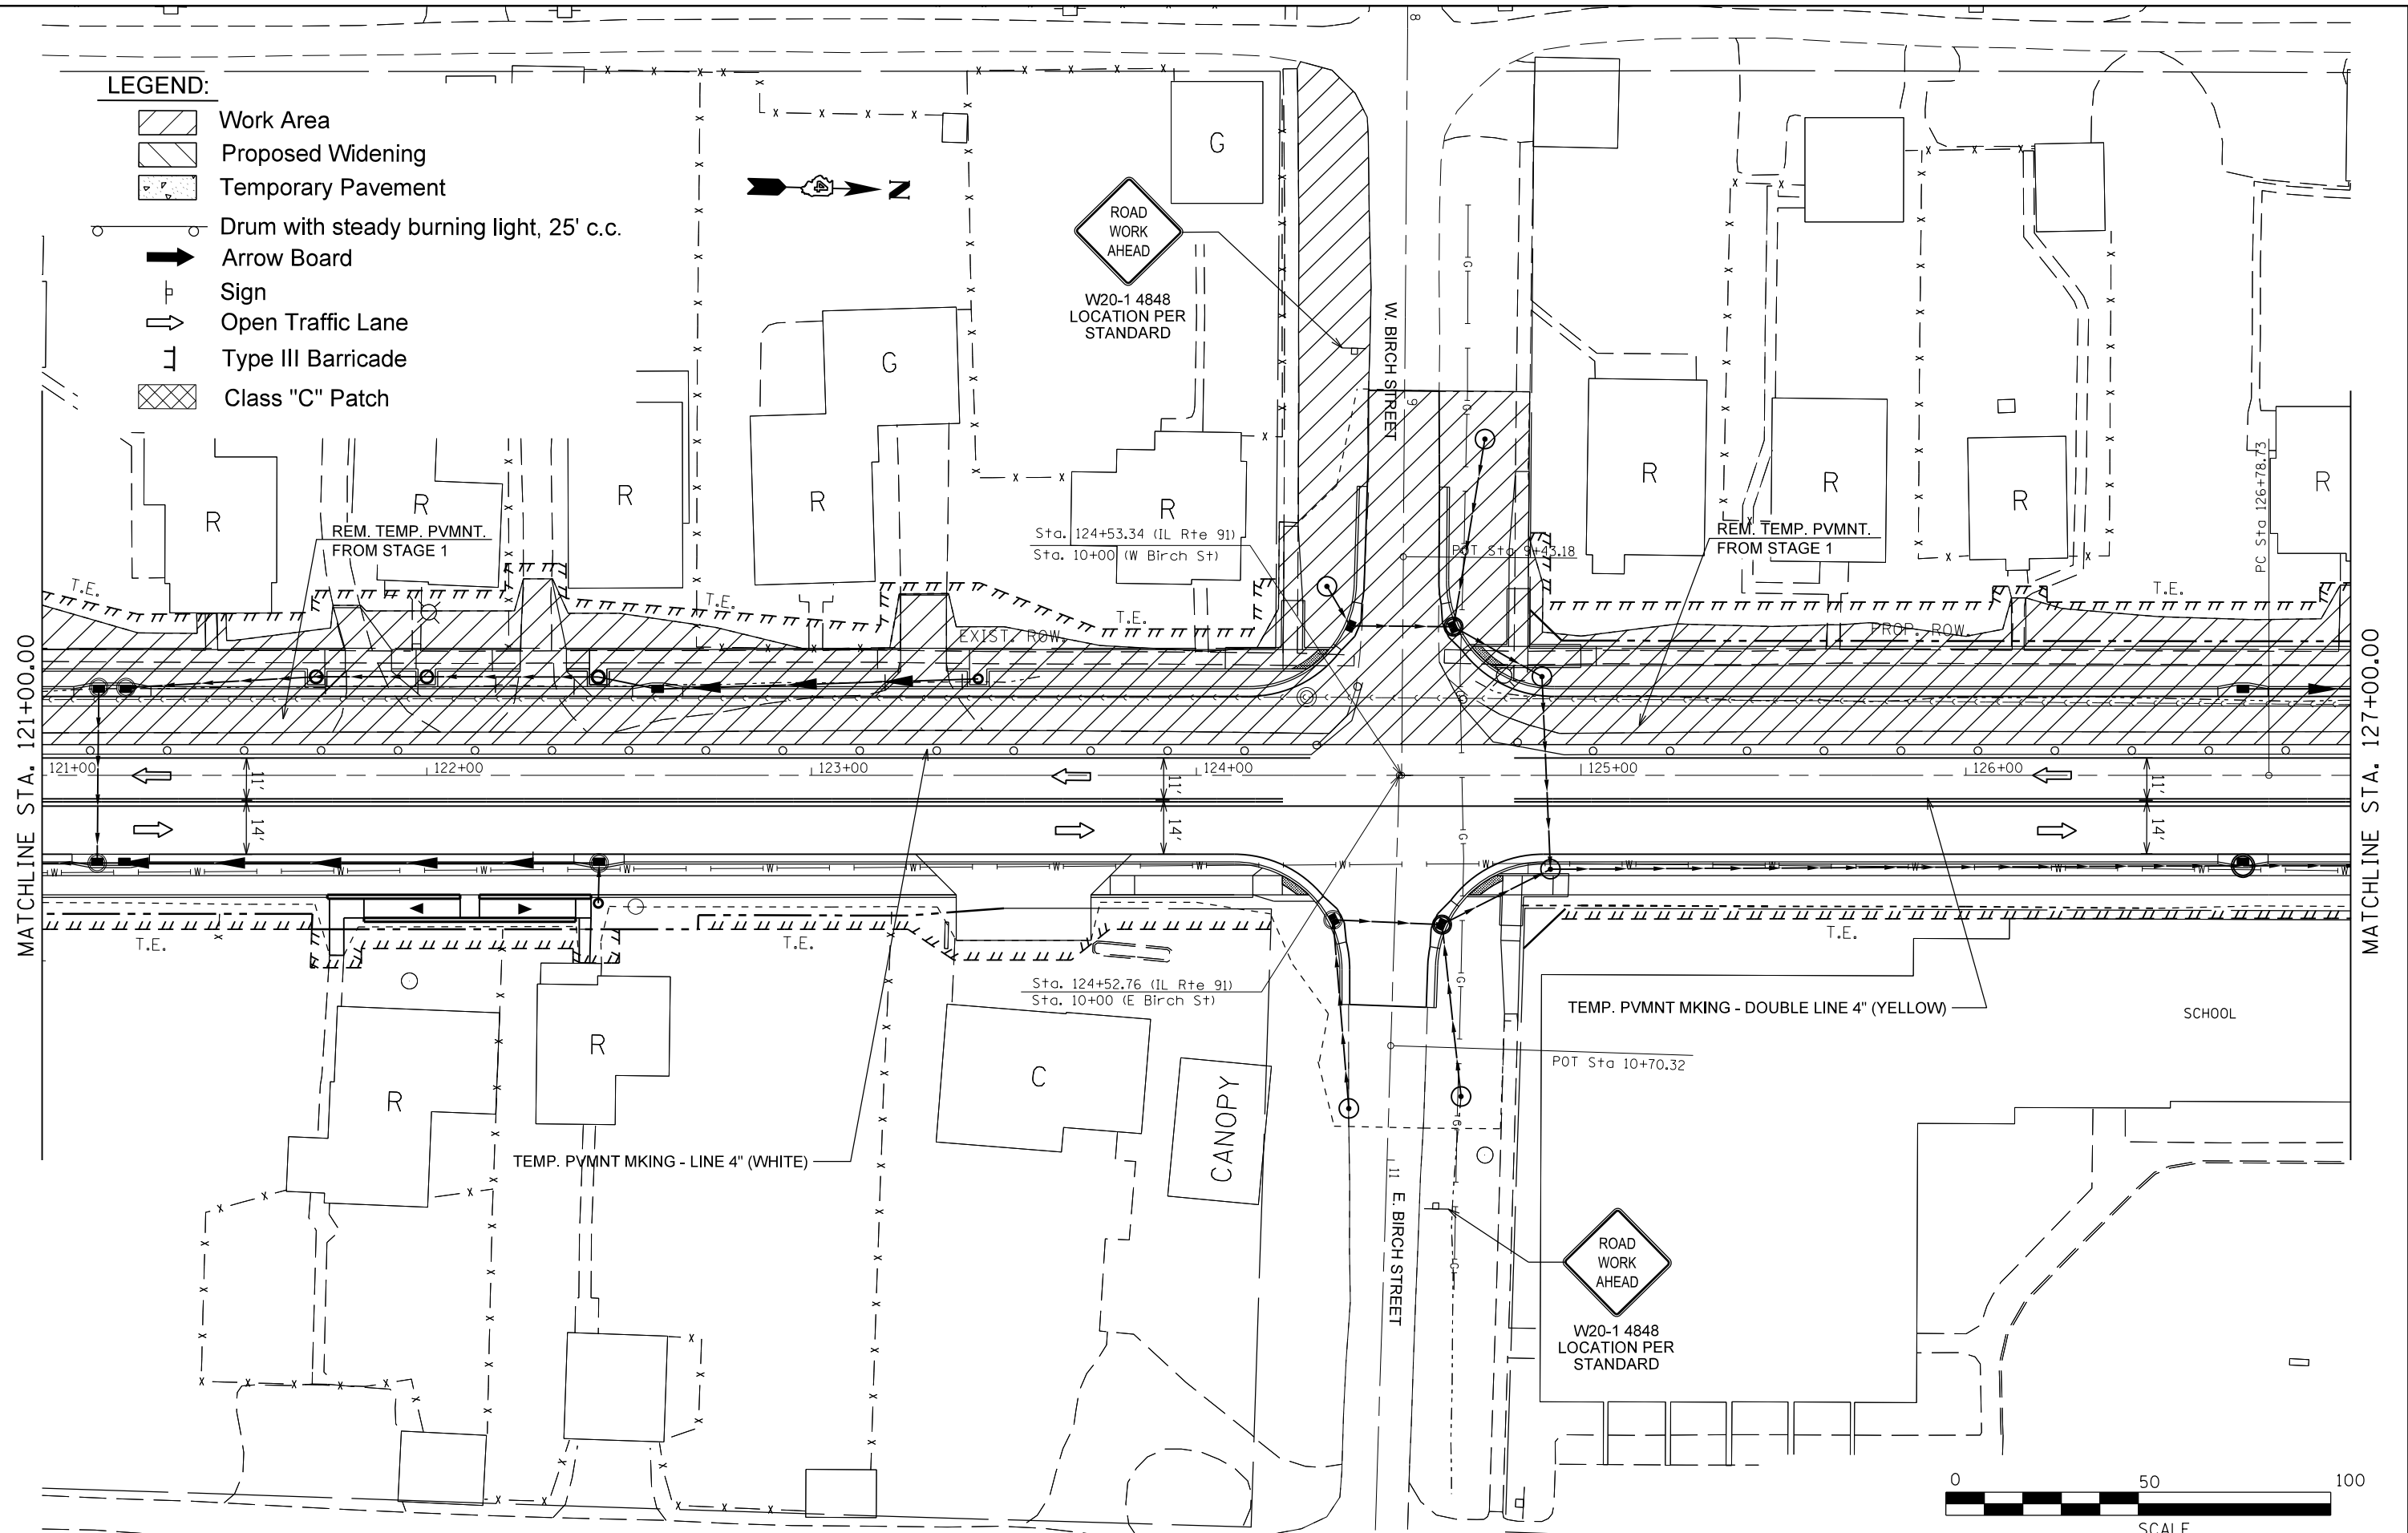 LEGEND:
Work Area
Proposed Widening
Temporary Pavement
Drum with steady burning light, 25' c.c.
Arrow Board
Sign
Open Traffic Lane
Type III Barricade
Class "C" Patch
N
8
G
ROAD
WORK
AHEAD
W20-1 4848
LOCATION PER
STANDARD
W. BIRCH STREET
9
G
R
R
R
R
R
R
R
R
R
REM. TEMP. PVMNT.
FROM STAGE 1
Sta. 124+53.34 (IL Rte 91)
Sta. 10+00 (W Birch St)
POT Sta 9+43.18
REM. TEMP. PVMNT.
FROM STAGE 1
PC Sta 126+78.73
T.E.
T.E.
T.E.
T.E.
EXIST. ROW.
PROP. ROW.
MATCHLINE STA. 121+00.00
MATCHLINE STA. 127+00.00
121+00
122+00
123+00
124+00
125+00
126+00
11'
11'
11'
14'
14'
14'
T.E.
T.E.
T.E.
Sta. 124+52.76 (IL Rte 91)
Sta. 10+00 (E Birch St)
TEMP. PVMNT MKING - DOUBLE LINE 4" (YELLOW)
SCHOOL
POT Sta 10+70.32
R
R
C
CANOPY
TEMP. PVMNT MKING - LINE 4" (WHITE)
11
E. BIRCH STREET
ROAD
WORK
AHEAD
W20-1 4848
LOCATION PER
STANDARD
0 50 100
SCALE